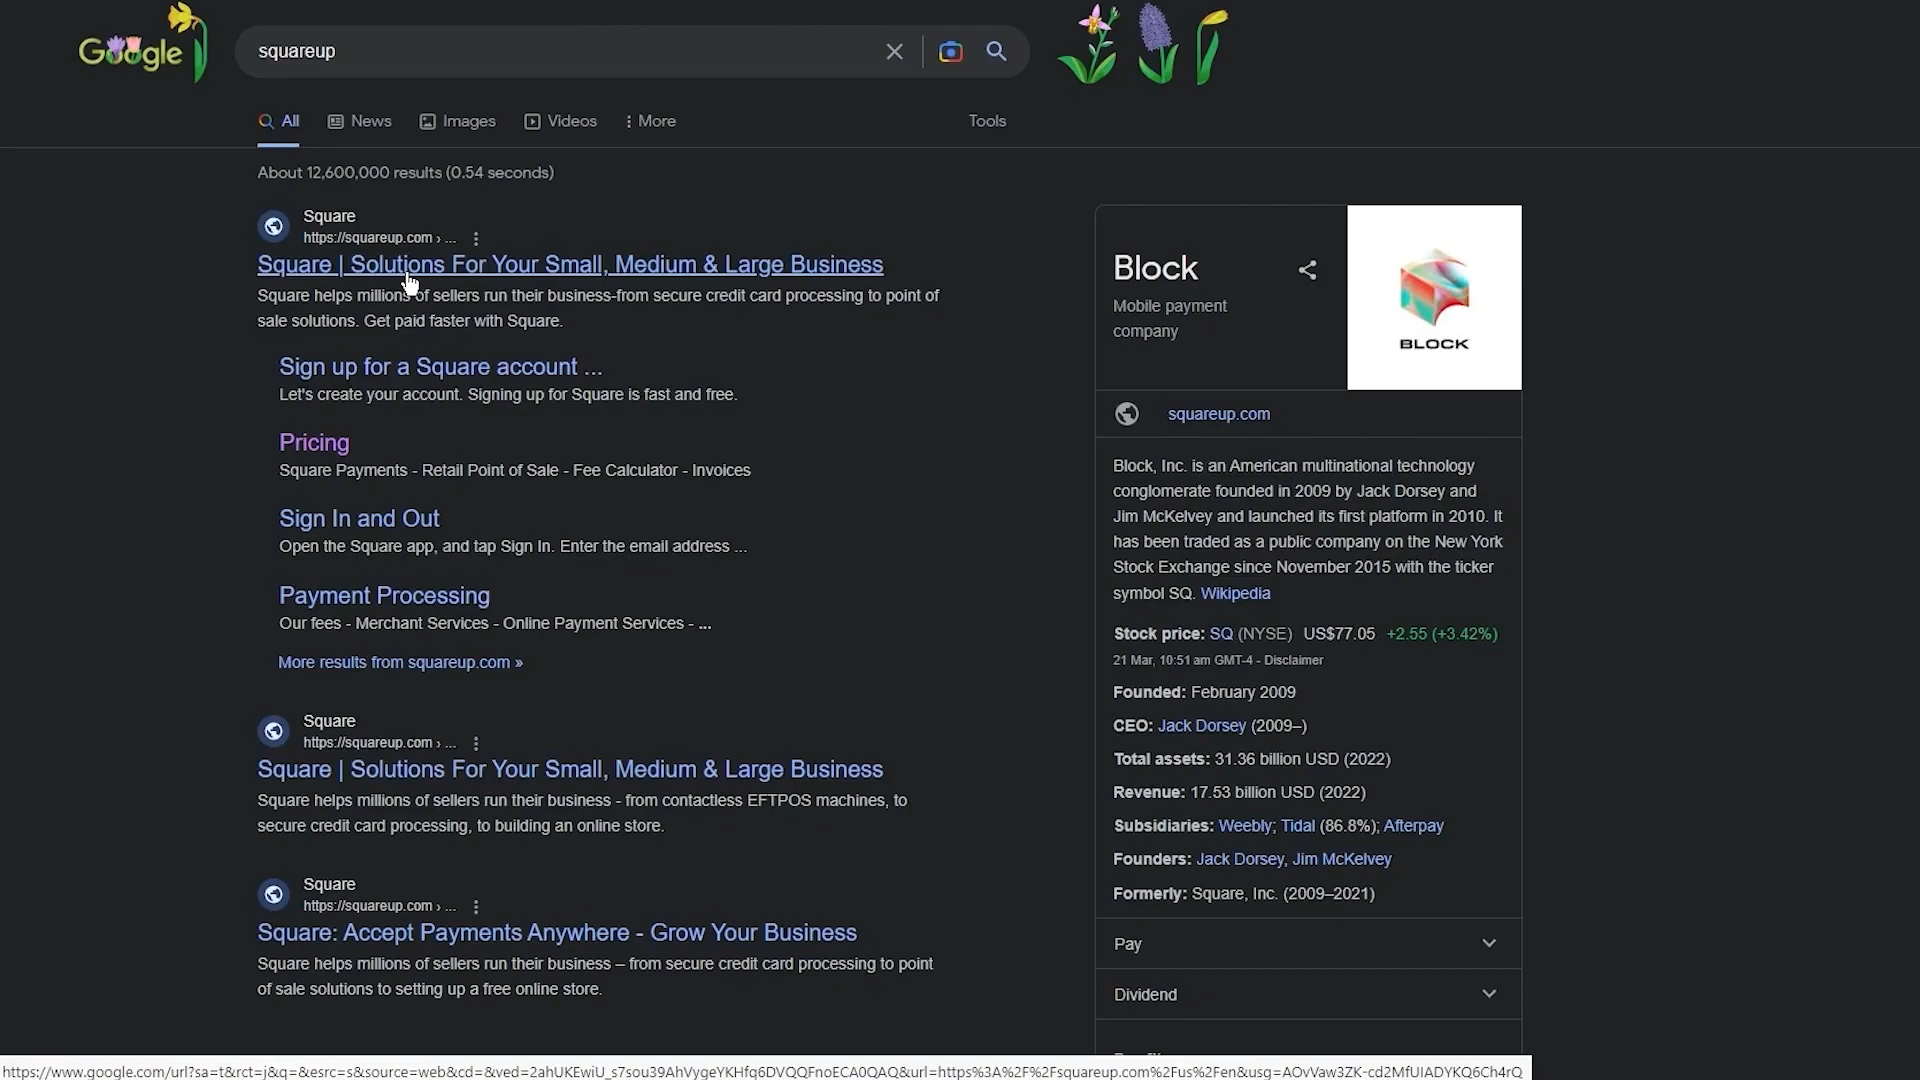 Google
squareup
All
News
Images
Videos
More
Tools
About 12,600,000 results (0.54 seconds)
Square
https://squareup.com › ...
Square | Solutions For Your Small, Medium & Large Business
Square helps millions of sellers run their business-from secure credit card processing to point of
sale solutions. Get paid faster with Square.
Sign up for a Square account ...
Let's create your account. Signing up for Square is fast and free.
Pricing
Square Payments - Retail Point of Sale - Fee Calculator - Invoices
Sign In and Out
Open the Square app, and tap Sign In. Enter the email address ...
Payment Processing
Our fees - Merchant Services - Online Payment Services - ...
More results from squareup.com »
Square
https://squareup.com › ...
Square | Solutions For Your Small, Medium & Large Business
Square helps millions of sellers run their business - from contactless EFTPOS machines, to
secure credit card processing, to building an online store.
Square
https://squareup.com › ...
Square: Accept Payments Anywhere - Grow Your Business
Square helps millions of sellers run their business – from secure credit card processing to point
of sale solutions to setting up a free online store.
Block
Mobile payment
company
BLOCK
squareup.com
Block, Inc. is an American multinational technology
conglomerate founded in 2009 by Jack Dorsey and
Jim McKelvey and launched its first platform in 2010. It
has been traded as a public company on the New York
Stock Exchange since November 2015 with the ticker
symbol SQ. Wikipedia
Stock price: SQ (NYSE) US$77.05 +2.55 (+3.42%)
21 Mar, 10:51 am GMT-4 - Disclaimer
Founded: February 2009
CEO: Jack Dorsey (2009–)
Total assets: 31.36 billion USD (2022)
Revenue: 17.53 billion USD (2022)
Subsidiaries: Weebly; Tidal (86.8%); Afterpay
Founders: Jack Dorsey, Jim McKelvey
Formerly: Square, Inc. (2009–2021)
Pay
Dividend
https://www.google.com/url?sa=t&rct=j&q=&esrc=s&source=web&cd=&ved=2ahUKEwiU_s7sou39AhVygeYKHfq6DVQQFnoECA0QAQ&url=https%3A%2F%2Fsquareup.com%2Fus%2Fen&usg=AOvVaw3ZK-cd2MfUIADYKQ6Ch4rQ